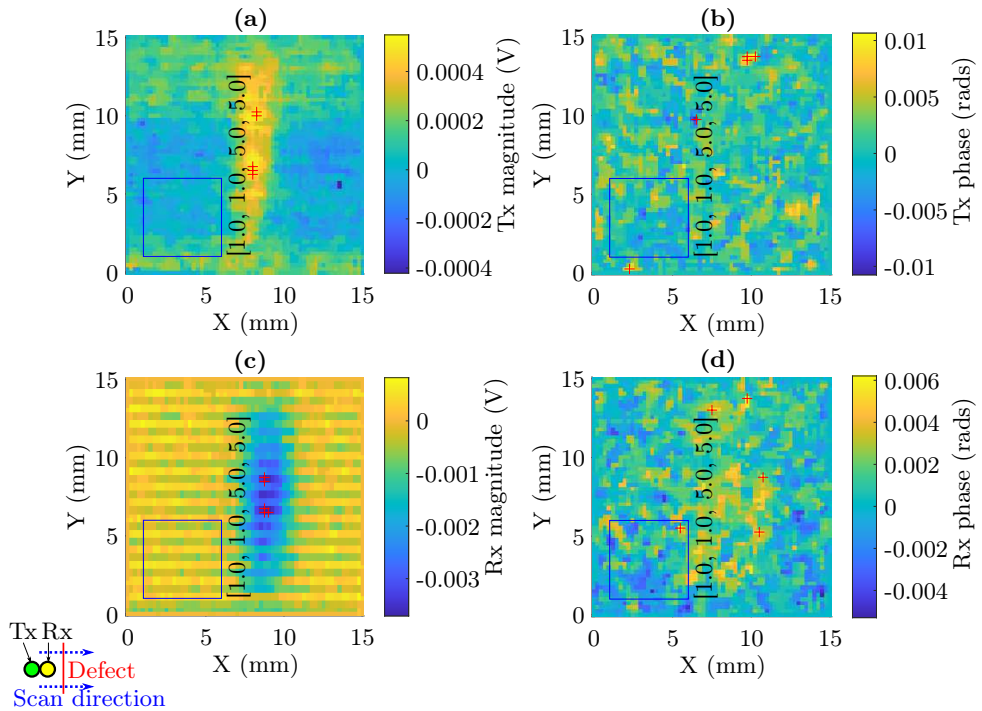 (a)
15
10
5
0
Y (mm)
0 5 10 15
X (mm)
[1.0, 1.0, 5.0, 5.0]
0.0004
0.0002
0
-0.0002
-0.0004
Tx magnitude (V)
(b)
15
10
5
0
Y (mm)
0 5 10 15
X (mm)
[1.0, 1.0, 5.0, 5.0]
0.01
0.005
0
-0.005
-0.01
Tx phase (rads)
(c)
15
10
5
0
Y (mm)
0 5 10 15
X (mm)
[1.0, 1.0, 5.0, 5.0]
0
-0.001
-0.002
-0.003
Rx magnitude (V)
(d)
15
10
5
0
Y (mm)
0 5 10 15
X (mm)
[1.0, 1.0, 5.0, 5.0]
0.006
0.004
0.002
0
-0.002
-0.004
Rx phase (rads)
Tx Rx
Defect
Scan direction